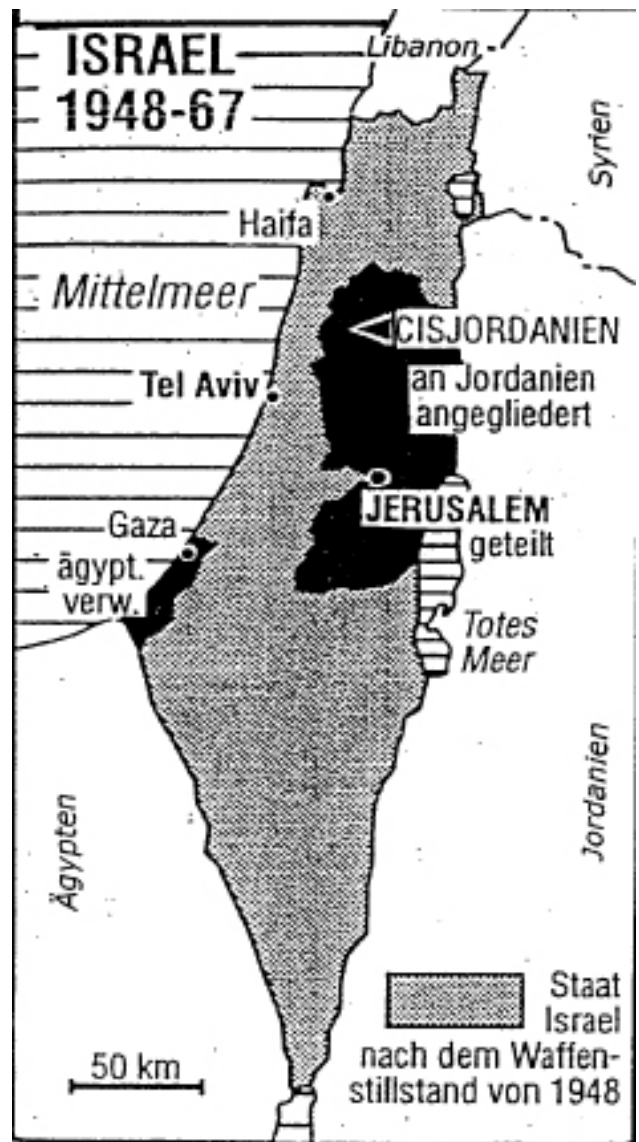 ISRAEL
1948-67
Libanon
Syrien
Haifa
Mittelmeer
CISJORDANIEN
an Jordanien
angegliedert
Tel Aviv
JERUSALEM
geteilt
Gaza
ägypt.
verw.
Totes
Meer
Ägypten
Jordanien
Staat
Israel
nach dem Waffen-
stillstand von 1948
50 km